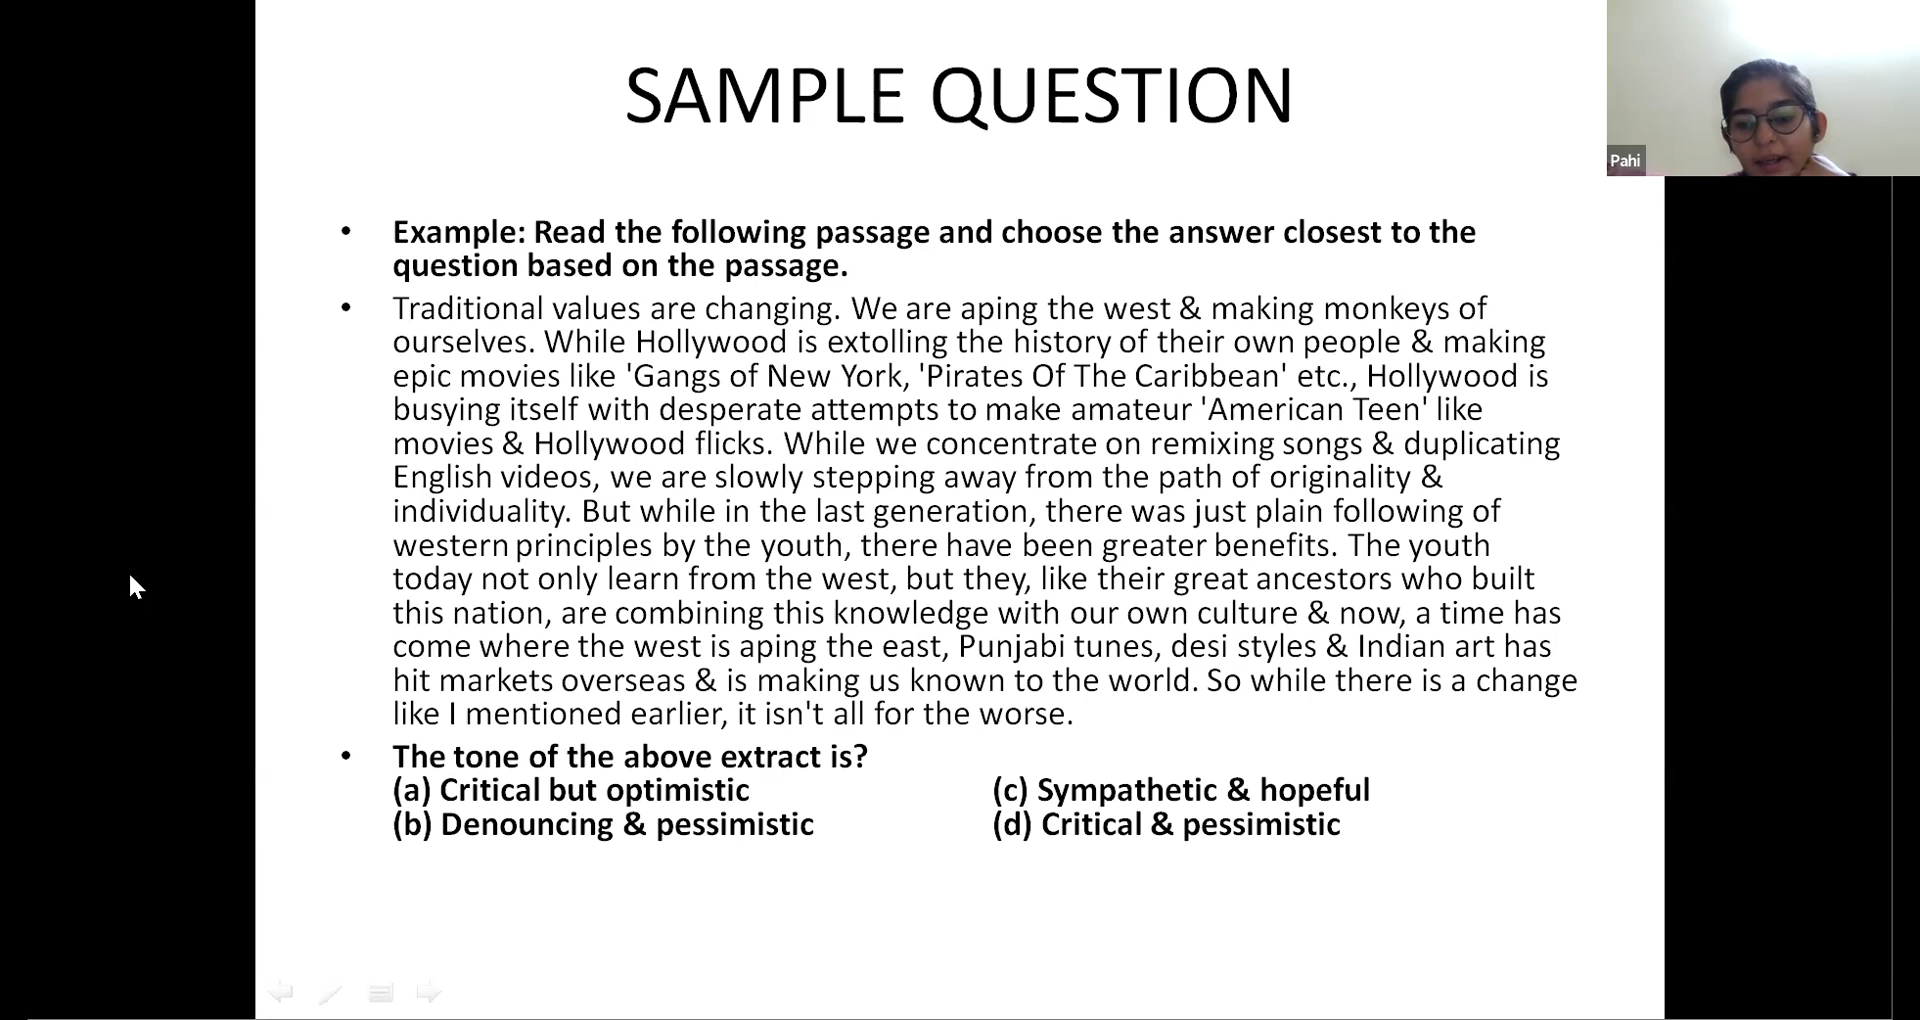 SAMPLE QUESTION
Pahi
• Example: Read the following passage and choose the answer closest to the
question based on the passage.
• Traditional values are changing. We are aping the west & making monkeys of
ourselves. While Hollywood is extolling the history of their own people & making
epic movies like 'Gangs of New York, 'Pirates Of The Caribbean' etc., Hollywood is
busying itself with desperate attempts to make amateur 'American Teen' like
movies & Hollywood flicks. While we concentrate on remixing songs & duplicating
English videos, we are slowly stepping away from the path of originality &
individuality. But while in the last generation, there was just plain following of
western principles by the youth, there have been greater benefits. The youth
today not only learn from the west, but they, like their great ancestors who built
this nation, are combining this knowledge with our own culture & now, a time has
come where the west is aping the east, Punjabi tunes, desi styles & Indian art has
hit markets overseas & is making us known to the world. So while there is a change
like I mentioned earlier, it isn't all for the worse.
• The tone of the above extract is?
(a) Critical but optimistic (c) Sympathetic & hopeful
(b) Denouncing & pessimistic (d) Critical & pessimistic